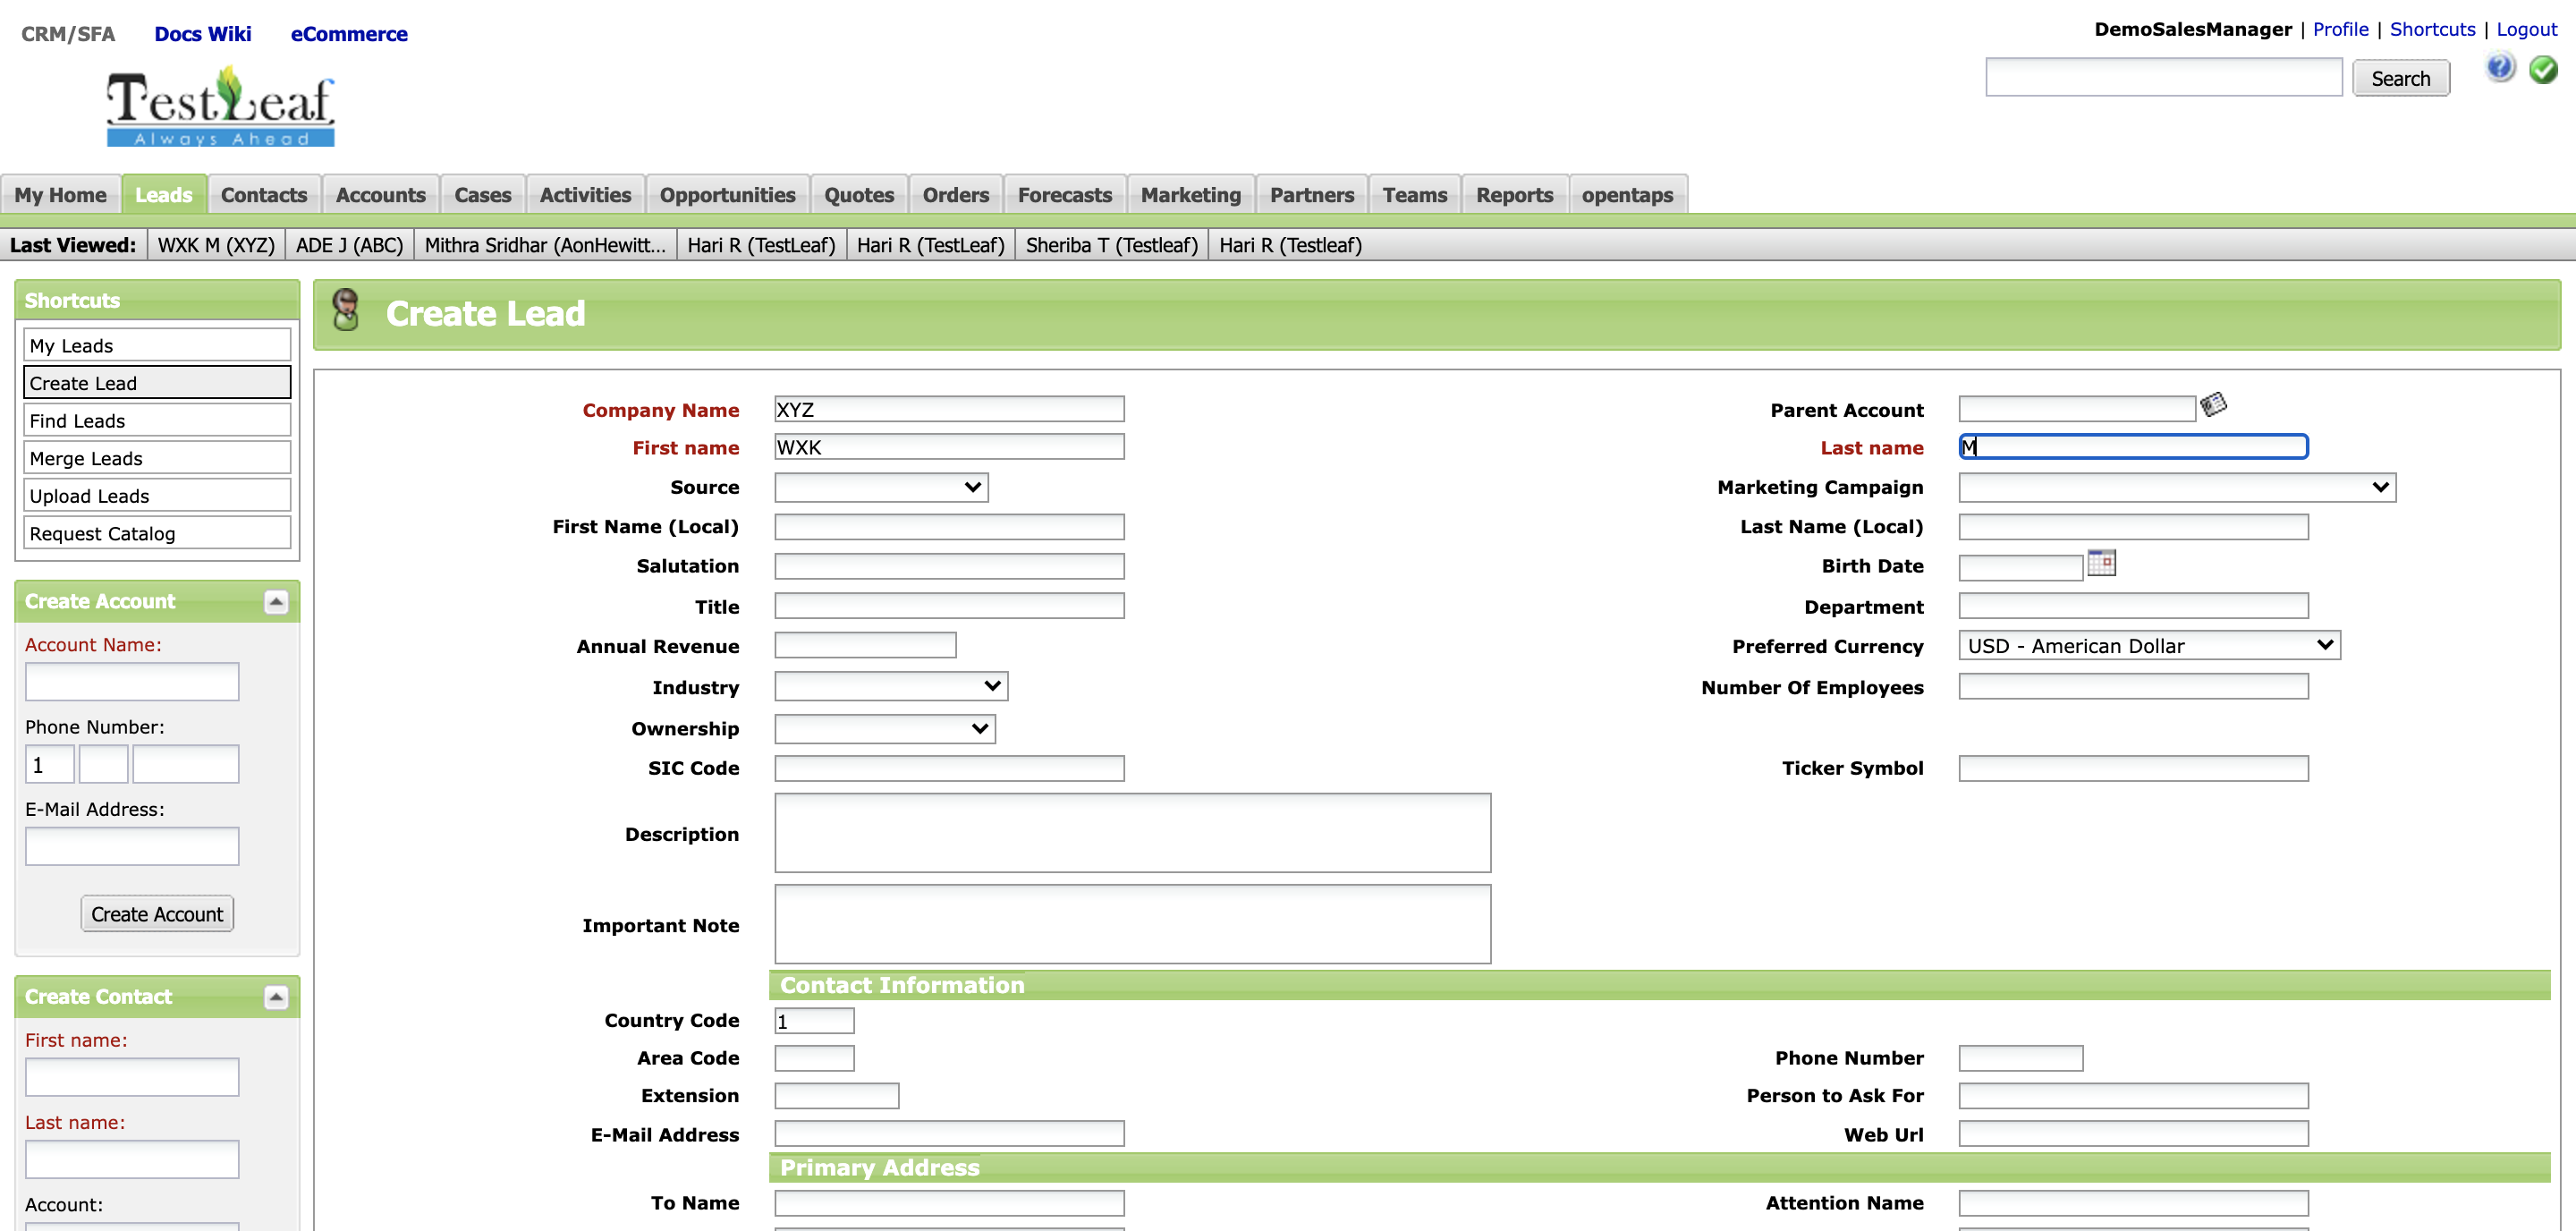 CRM/SFA Docs Wiki eCommerce
DemoSalesManager | Profile | Shortcuts | Logout
TestLeaf
Always Ahead
Search
My Home Leads Contacts Accounts Cases Activities Opportunities Quotes Orders Forecasts Marketing Partners Teams Reports opentaps
Last Viewed: WXK M (XYZ) ADE J (ABC) Mithra Sridhar (AonHewitt... Hari R (TestLeaf) Hari R (TestLeaf) Sheriba T (Testleaf) Hari R (Testleaf)
Shortcuts
My Leads
Create Lead
Find Leads
Merge Leads
Upload Leads
Request Catalog
Create Account
Account Name:
Phone Number:
1
E-Mail Address:
Create Account
Create Contact
First name:
Last name:
Account:
Create Lead
Company Name XYZ Parent Account
First name WXK Last name M
Source Marketing Campaign
First Name (Local) Last Name (Local)
Salutation Birth Date
Title Department
Annual Revenue Preferred Currency USD - American Dollar
Industry Number Of Employees
Ownership
SIC Code Ticker Symbol
Description
Important Note
Contact Information
Country Code 1
Area Code Phone Number
Extension Person to Ask For
E-Mail Address Web Url
Primary Address
To Name Attention Name